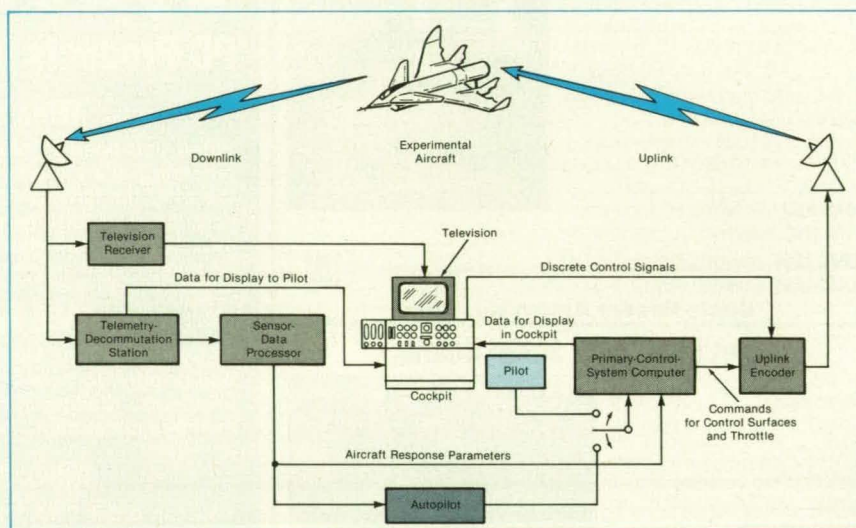 Downlink
Experimental
Aircraft
Uplink
Television
Receiver
Television
Data for Display to Pilot
Discrete Control Signals
Telemetry-
Decommutation
Station
Sensor-
Data
Processor
Data for Display
in Cockpit
Primary-Control-
System Computer
Uplink
Encoder
Pilot
Cockpit
Commands
for Control Surfaces
and Throttle
Aircraft Response Parameters
Autopilot